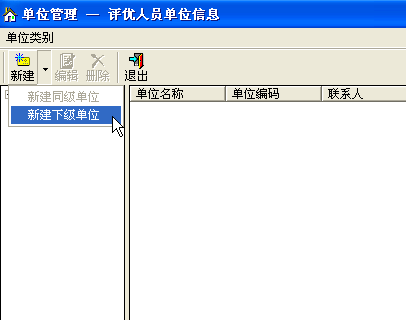 单位管理 — 评优人员单位信息
单位类别
新建 编辑 删除 退出
新建同级单位
新建下级单位
单位名称 单位编码 联系人